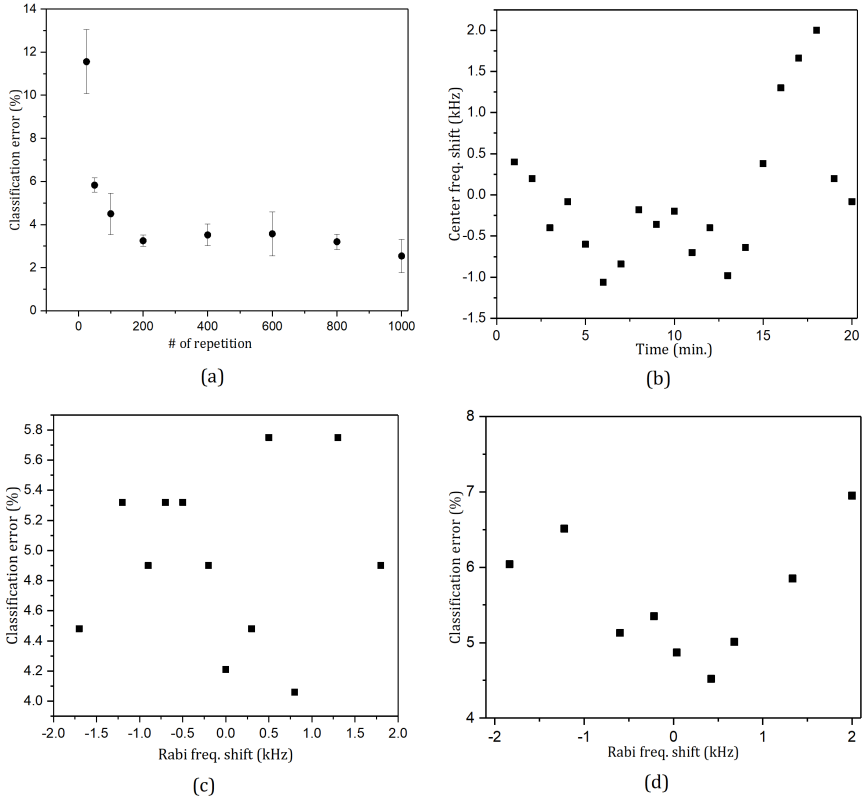 14
12
10
8
6
4
2
0
Classification error (%)
0 200 400 600 800 1000
# of repetition
(a)
2.0
1.5
1.0
0.5
0.0
-0.5
-1.0
-1.5
Center freq. shift (kHz)
0 5 10 15 20
Time (min.)
(b)
5.8
5.6
5.4
5.2
5.0
4.8
4.6
4.4
4.2
4.0
Classification error (%)
-2.0 -1.5 -1.0 -0.5 0.0 0.5 1.0 1.5 2.0
Rabi freq. shift (kHz)
(c)
8
7
6
5
4
Classification error (%)
-2 -1 0 1 2
Rabi freq. shift (kHz)
(d)